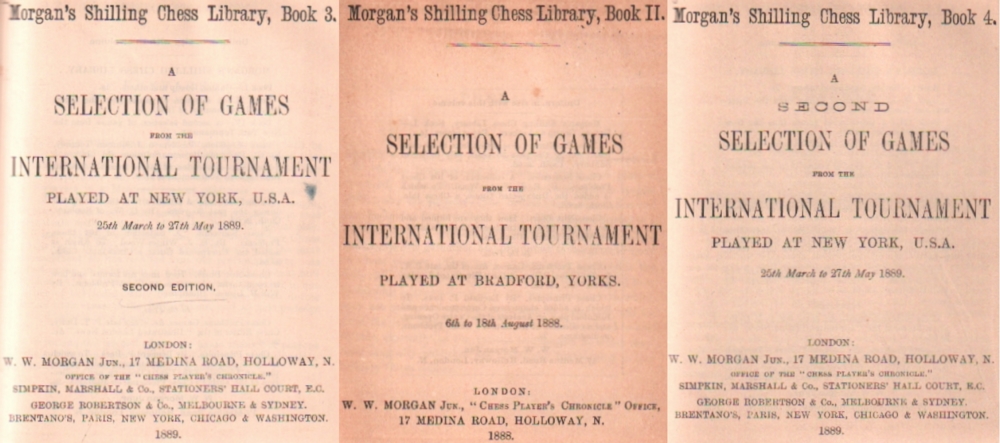 Morgan's Shilling Chess Library, Book 3.
A
SELECTION OF GAMES
FROM THE
INTERNATIONAL TOURNAMENT
PLAYED AT NEW YORK, U.S.A.
25th March to 27th May 1889.
SECOND EDITION.
LONDON:
W. W. MORGAN Jun., 17 MEDINA ROAD, HOLLOWAY, N.
OFFICE OF THE "CHESS PLAYER'S CHRONICLE."
SIMPKIN, MARSHALL & Co., STATIONERS' HALL COURT, E.C.
GEORGE ROBERTSON & Co., MELBOURNE & SYDNEY.
BRENTANO'S, PARIS, NEW YORK, CHICAGO & WASHINGTON.
1889.
Morgan's Shilling Chess Library, Book II.
A
SELECTION OF GAMES
FROM THE
INTERNATIONAL TOURNAMENT
PLAYED AT BRADFORD, YORKS.
6th to 18th August 1888.
LONDON:
W. W. MORGAN Jun., "Chess Player's Chronicle" Office,
17 MEDINA ROAD, HOLLOWAY, N.
1888.
Morgan's Shilling Chess Library, Book 4.
A
SECOND
SELECTION OF GAMES
FROM THE
INTERNATIONAL TOURNAMENT
PLAYED AT NEW YORK, U.S.A.
25th March to 27th May 1889.
LONDON:
W. W. MORGAN Jun., 17 MEDINA ROAD, HOLLOWAY, N.
OFFICE OF THE "CHESS PLAYER'S CHRONICLE."
SIMPKIN, MARSHALL & Co., STATIONERS' HALL COURT, E.C.
GEORGE ROBERTSON & Co., MELBOURNE & SYDNEY.
BRENTANO'S, PARIS, NEW YORK, CHICAGO & WASHINGTON.
1889.